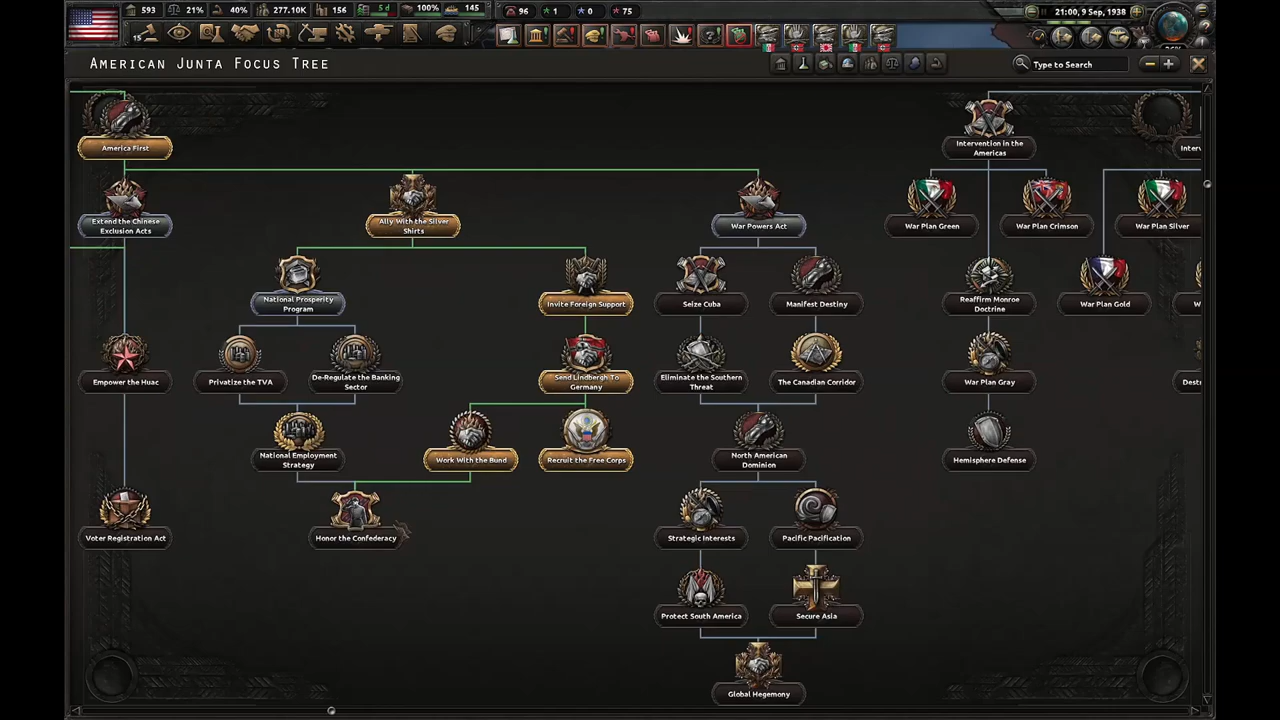 593 21% 40% 277.10K 156 5 d 100% 145 96 1 0 75 21:00, 9 Sep, 1938
15
American Junta Focus Tree
Type to Search
America First
Intervention in the
Americas
Extend the Chinese
Exclusion Acts
Ally With the Silver
Shirts
War Powers Act
War Plan Green
War Plan Crimson
War Plan Silver
National Prosperity
Program
Invite Foreign Support
Seize Cuba
Manifest Destiny
Reaffirm Monroe
Doctrine
War Plan Gold
Empower the Huac
Privatize the TVA
De-Regulate the Banking
Sector
Send Lindbergh To
Germany
Eliminate the Southern
Threat
The Canadian Corridor
War Plan Gray
National Employment
Strategy
Work With the Bund
Recruit the Free Corps
North American
Dominion
Hemisphere Defense
Voter Registration Act
Honor the Confederacy
Strategic Interests
Pacific Pacification
Protect South America
Secure Asia
Global Hegemony